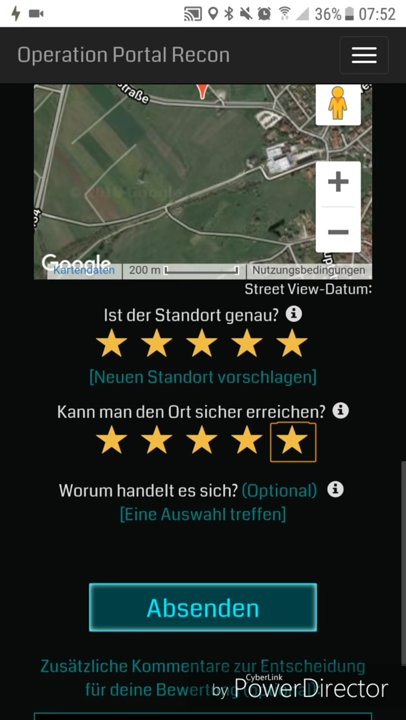 36% 07:52
Operation Portal Recon
straße
Google
Kartendaten 200 m Nutzungsbedingungen
Street View-Datum:
Ist der Standort genau?
[Neuen Standort vorschlagen]
Kann man den Ort sicher erreichen?
Worum handelt es sich? (Optional)
[Eine Auswahl treffen]
Absenden
Zusätzliche Kommentare zur Entscheidung
für deine Bewertung
by CyberLink PowerDirector